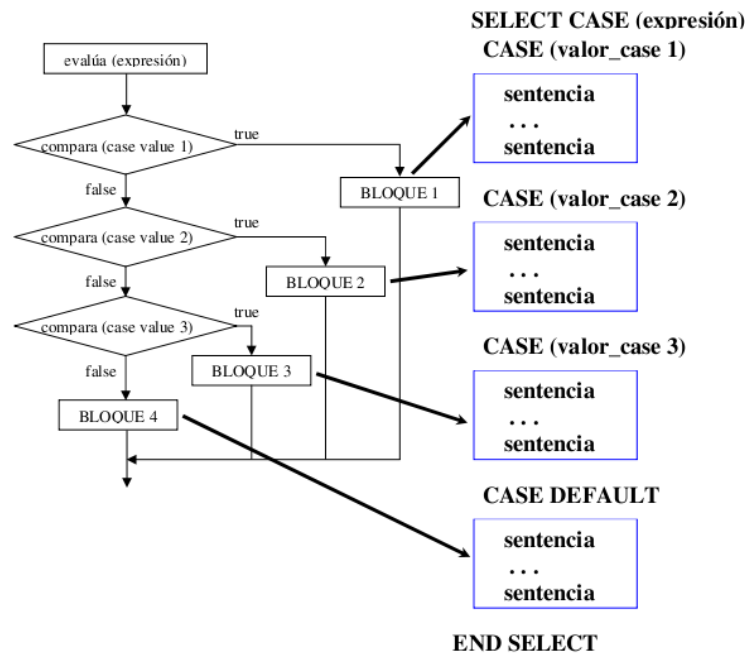 evalúa (expresión)
compara (case value 1)
true
false
BLOQUE 1
compara (case value 2)
true
false
BLOQUE 2
compara (case value 3)
true
false
BLOQUE 3
BLOQUE 4
SELECT CASE (expresión)
CASE (valor_case 1)
sentencia
. . .
sentencia
CASE (valor_case 2)
sentencia
. . .
sentencia
CASE (valor_case 3)
sentencia
. . .
sentencia
CASE DEFAULT
sentencia
. . .
sentencia
END SELECT